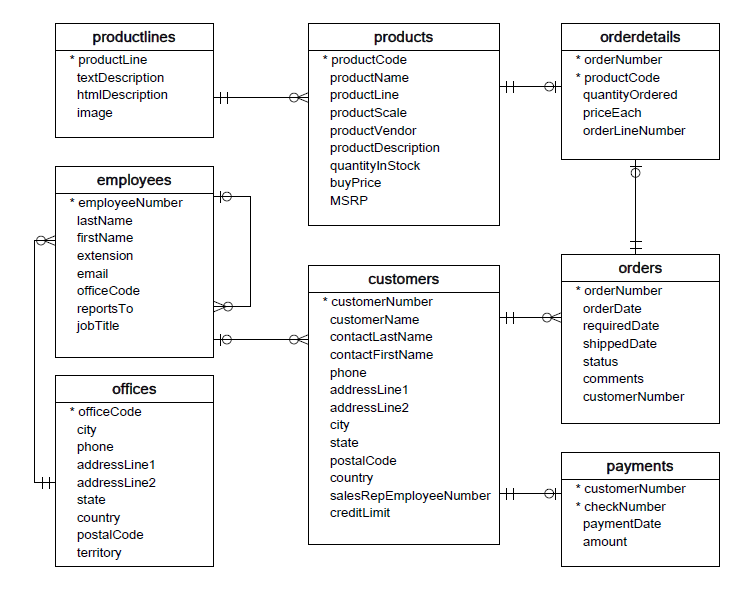 productlines
* productLine
textDescription
htmlDescription
image
products
* productCode
productName
productLine
productScale
productVendor
productDescription
quantityInStock
buyPrice
MSRP
orderdetails
* orderNumber
* productCode
quantityOrdered
priceEach
orderLineNumber
employees
* employeeNumber
lastName
firstName
extension
email
officeCode
reportsTo
jobTitle
customers
* customerNumber
customerName
contactLastName
contactFirstName
phone
addressLine1
addressLine2
city
state
postalCode
country
salesRepEmployeeNumber
creditLimit
orders
* orderNumber
orderDate
requiredDate
shippedDate
status
comments
customerNumber
offices
* officeCode
city
phone
addressLine1
addressLine2
state
country
postalCode
territory
payments
* customerNumber
* checkNumber
paymentDate
amount